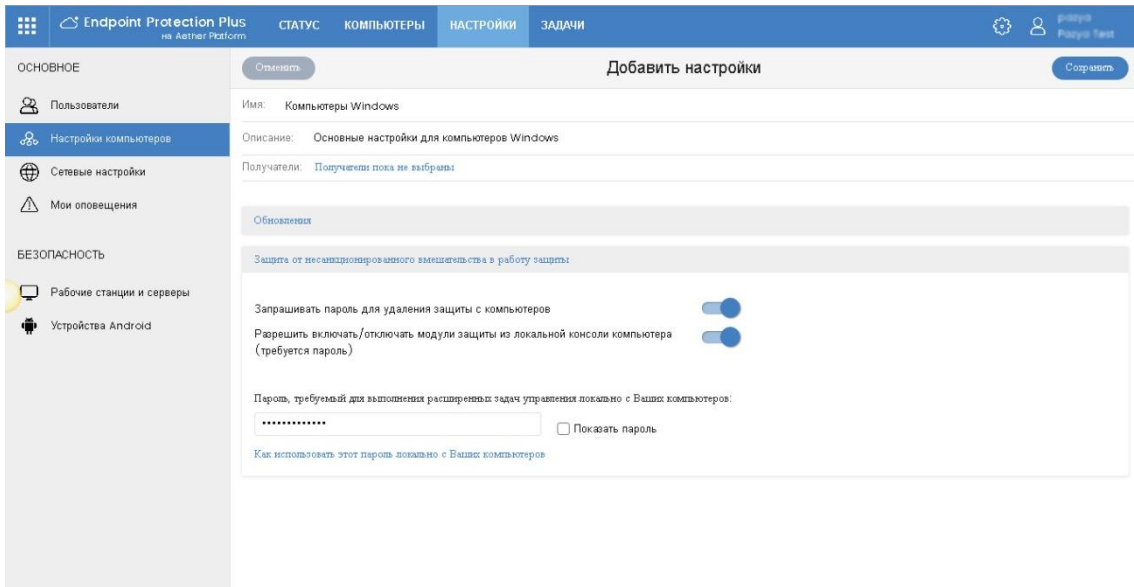 Endpoint Protection Plus
на Aether Platform
СТАТУС
КОМПЬЮТЕРЫ
НАСТРОЙКИ
ЗАДАЧИ
ОСНОВНОЕ
Пользователи
Настройки компьютеров
Сетевые настройки
Мои оповещения
БЕЗОПАСНОСТЬ
Рабочие станции и серверы
Устройства Android
Отменить
Добавить настройки
Сохранить
Имя: Компьютеры Windows
Описание: Основные настройки для компьютеров Windows
Получатели: Получатели пока не выбраны
Обновления
Защита от несанкционированного вмешательства в работу защиты
Запрашивать пароль для удаления защиты с компьютеров
Разрешить включать/отключать модули защиты из локальной консоли компьютера
(требуется пароль)
Пароль, требуемый для выполнения расширенных задач управления локально с Ваших компьютеров:
•••••••••••••
Показать пароль
Как использовать этот пароль локально с Ваших компьютеров